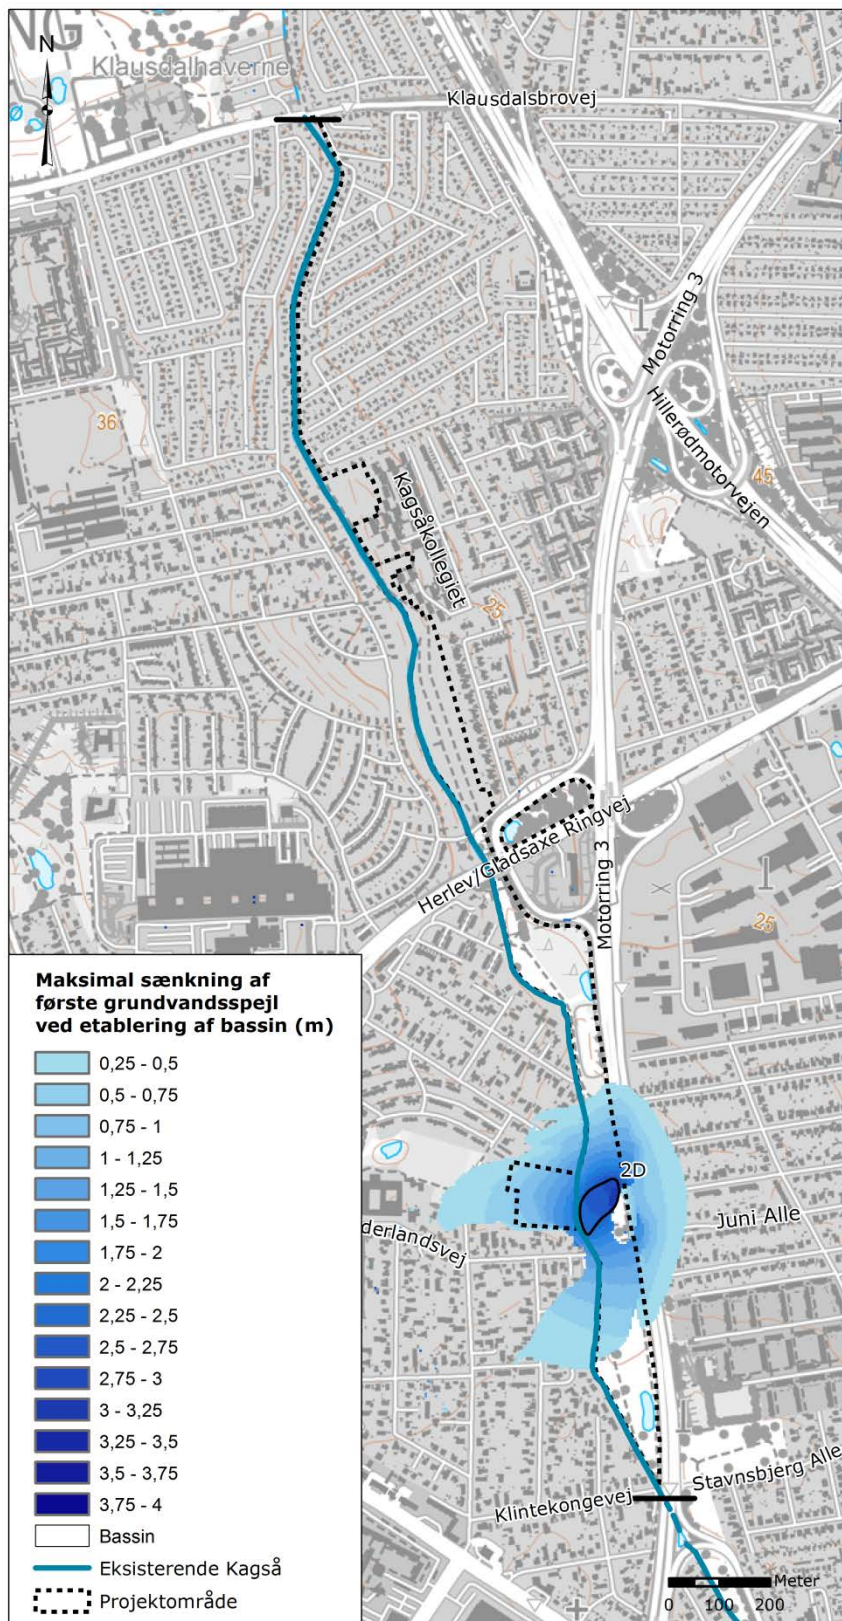 NG
N
Klausdalhaverne
Klausdalsbrovej
Motorring 3
Hillerødmotorvejen
36
45
Kagsåkollegiet
25
Herlev/Gladsaxe Ringvej
Motorring 3
25
2D
Juni Alle
derlandsvej
Stavnsbjerg Alle
Klintekongevej
Maksimal sænkning af
første grundvandsspejl
ved etablering af bassin (m)
0,25 - 0,5
0,5 - 0,75
0,75 - 1
1 - 1,25
1,25 - 1,5
1,5 - 1,75
1,75 - 2
2 - 2,25
2,25 - 2,5
2,5 - 2,75
2,75 - 3
3 - 3,25
3,25 - 3,5
3,5 - 3,75
3,75 - 4
Bassin
Eksisterende Kagså
Projektområde
Meter
0 100 200